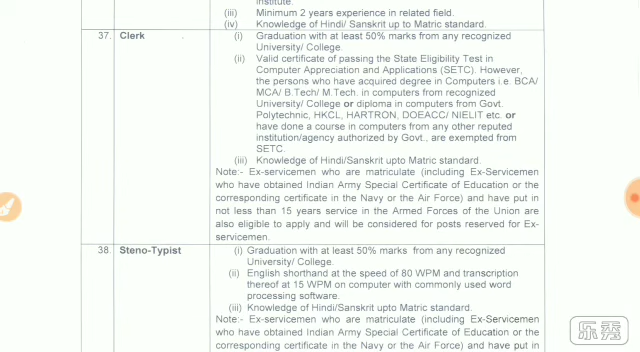 institute.
(iii) Minimum 2 years experience in related field.
(iv) Knowledge of Hindi/ Sanskrit up to Matric standard.
37. Clerk (i) Graduation with at least 50% marks from any recognized
University/ College.
(ii) Valid certificate of passing the State Eligibility Test in
Computer Appreciation and Applications (SETC). However,
the persons who have acquired degree in Computers i.e. BCA/
MCA/ B.Tech/ M.Tech. in computers from recognized
University/ College or diploma in computers from Govt.
Polytechnic, HKCL, HARTRON, DOEACC/ NIELIT etc. or
have done a course in computers from any other reputed
institution/agency authorized by Govt., are exempted from
SETC.
(iii) Knowledge of Hindi/Sanskrit upto Matric standard.
Note:- Ex-servicemen who are matriculate (including Ex-Servicemen
who have obtained Indian Army Special Certificate of Education or the
corresponding certificate in the Navy or the Air Force) and have put in
not less than 15 years service in the Armed Forces of the Union are
also eligible to apply and will be considered for posts reserved for Ex-
servicemen.
38. Steno-Typist (i) Graduation with at least 50% marks from any recognized
University/ College.
(ii) English shorthand at the speed of 80 WPM and transcription
thereof at 15 WPM on computer with commonly used word
processing software.
(iii) Knowledge of Hindi/Sanskrit upto Matric standard.
Note:- Ex-servicemen who are matriculate (including Ex-Servicemen
who have obtained Indian Army Special Certificate of Education or the
corresponding certificate in the Navy or the Air Force) and have put in
乐秀